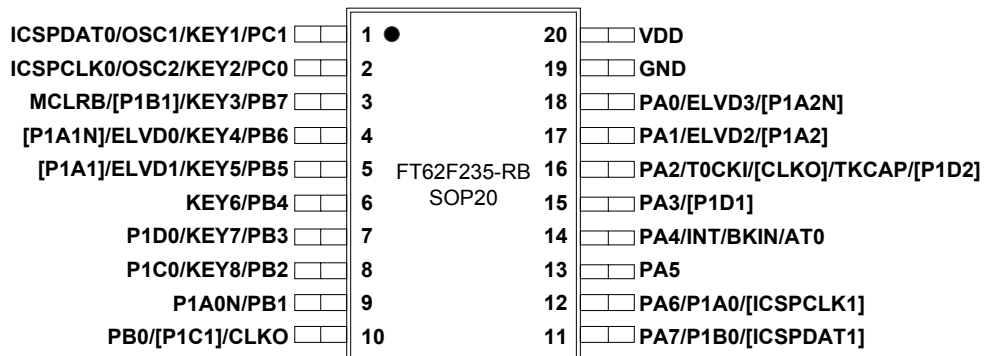 ICSPDAT0/OSC1/KEY1/PC1 1 20 VDD
ICSPCLK0/OSC2/KEY2/PC0 2 19 GND
MCLRB/[P1B1]/KEY3/PB7 3 18 PA0/ELVD3/[P1A2N]
[P1A1N]/ELVD0/KEY4/PB6 4 17 PA1/ELVD2/[P1A2]
[P1A1]/ELVD1/KEY5/PB5 5 FT62F235-RB 16 PA2/T0CKI/[CLKO]/TKCAP/[P1D2]
KEY6/PB4 6 SOP20 15 PA3/[P1D1]
P1D0/KEY7/PB3 7 14 PA4/INT/BKIN/AT0
P1C0/KEY8/PB2 8 13 PA5
P1A0N/PB1 9 12 PA6/P1A0/[ICSPCLK1]
PB0/[P1C1]/CLKO 10 11 PA7/P1B0/[ICSPDAT1]